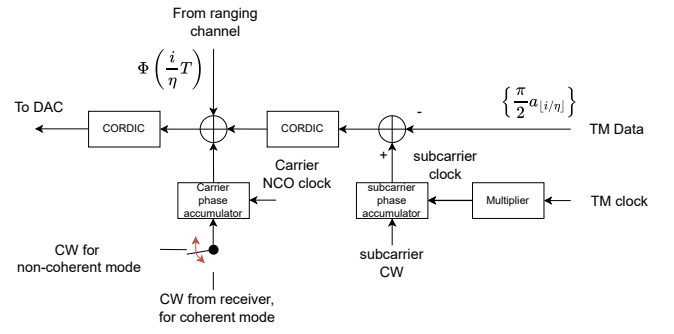 From ranging
channel
Φ ( i/η T )
{ π/2 a⌊i/η⌋ }
To DAC
CORDIC
CORDIC
-
TM Data
+
subcarrier
clock
Carrier
NCO clock
Carrier
phase
accumulator
subcarrier
phase
accumulator
Multiplier
TM clock
CW for
non-coherent mode
subcarrier
CW
CW from receiver,
for coherent mode